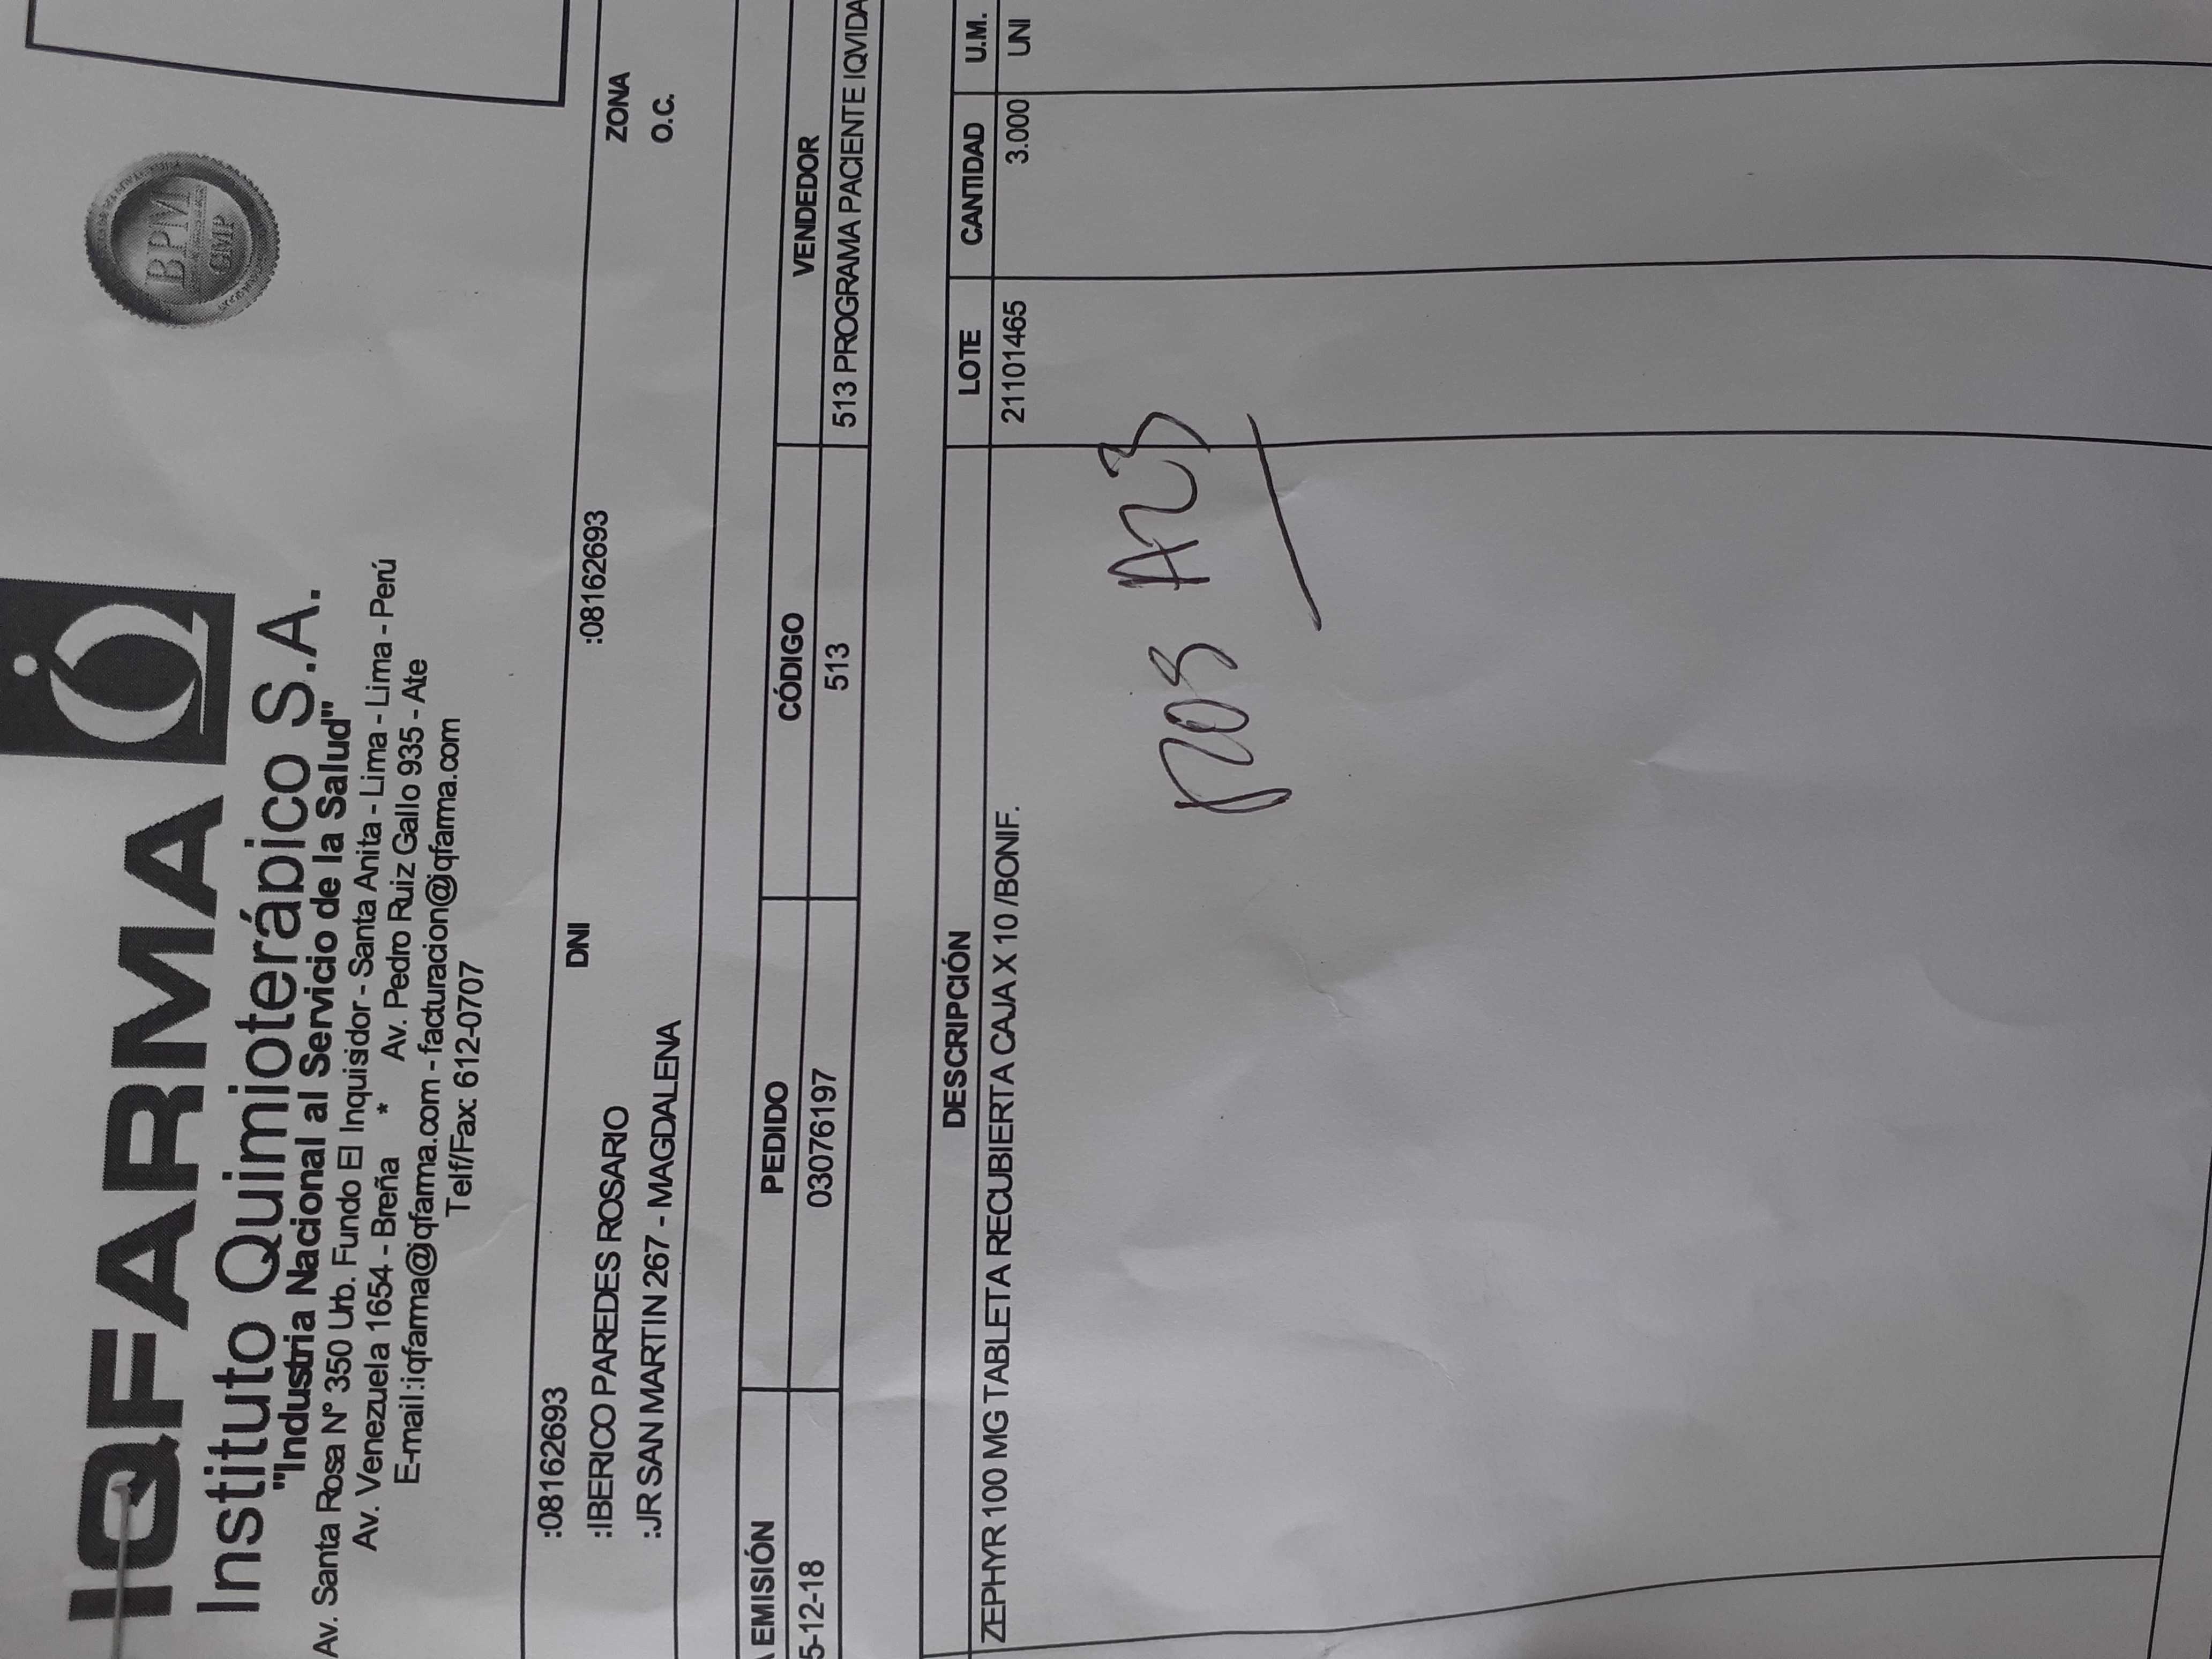 IQFARMA
Instituto Quimioterápico S.A.
"Industria Nacional al Servicio de la Salud"
Av. Santa Rosa Nº 350 Urb. Fundo El Inquisidor - Santa Anita - Lima - Lima - Perú
Av. Venezuela 1654 - Breña * Av. Pedro Ruiz Gallo 935 - Ate
E-mail:iqfarma@iqfarma.com - facturacion@iqfarma.com
Telf/Fax: 612-0707
BPM
GMP
:08162693 DNI :08162693
:IBERICO PAREDES ROSARIO ZONA
:JR SAN MARTIN 267 - MAGDALENA O.C.
EMISIÓN PEDIDO CÓDIGO VENDEDOR
5-12-18 03076197 513 513 PROGRAMA PACIENTE IQVIDA
DESCRIPCIÓN LOTE CANTIDAD U.M.
ZEPHYR 100 MG TABLETA RECUBIERTA CAJA X 10 /BONIF. 21101465 3.000 UNI